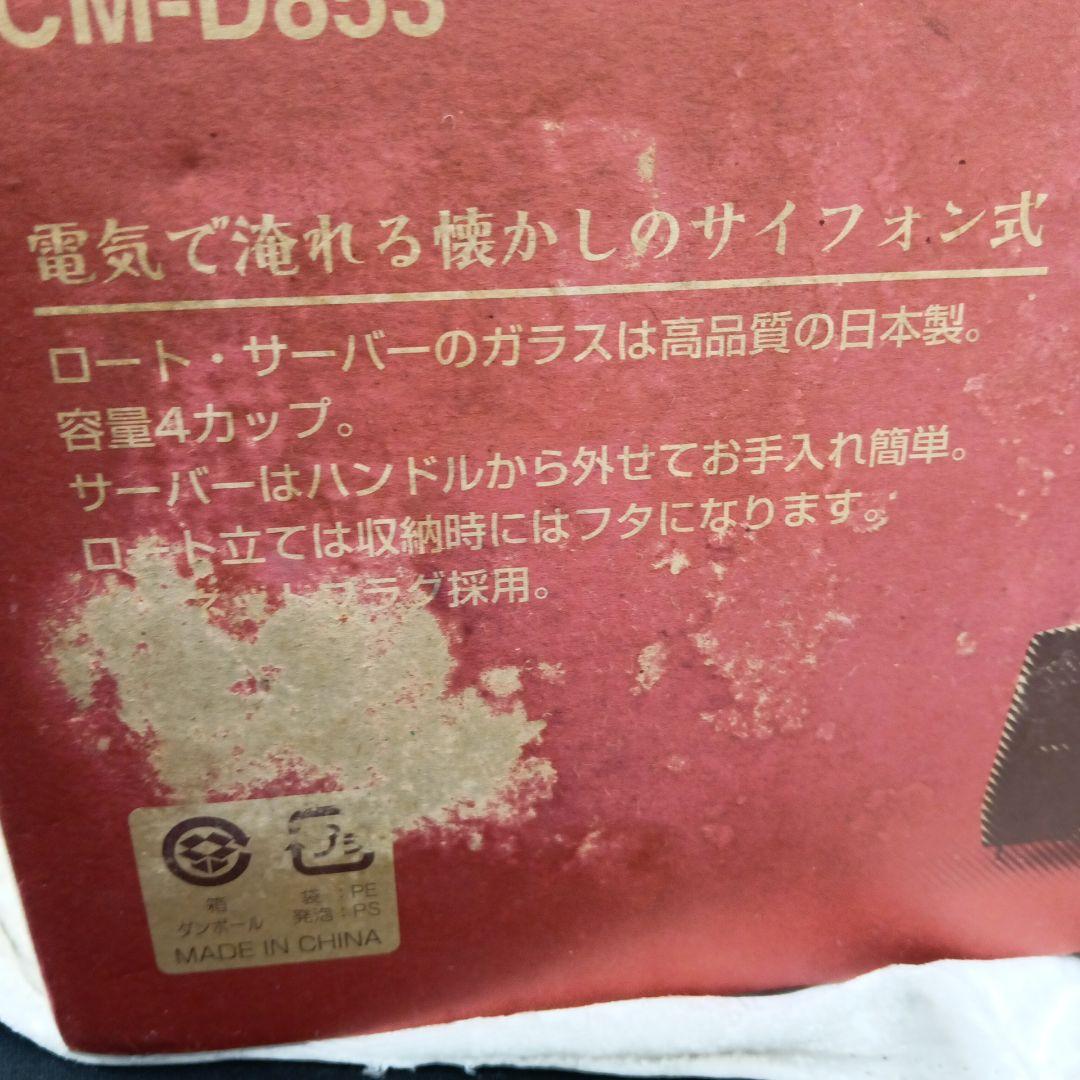 CM-D853
電気で淹れる懐かしのサイフォン式
ロート・サーバーのガラスは高品質の日本製。
容量4カップ。
サーバーはハンドルから外せてお手入れ簡単。
ロート立ては収納時にはフタになります。
ネットプラグ採用。
プラ
箱
ダンボール
袋：PE
発泡：PS
MADE IN CHINA